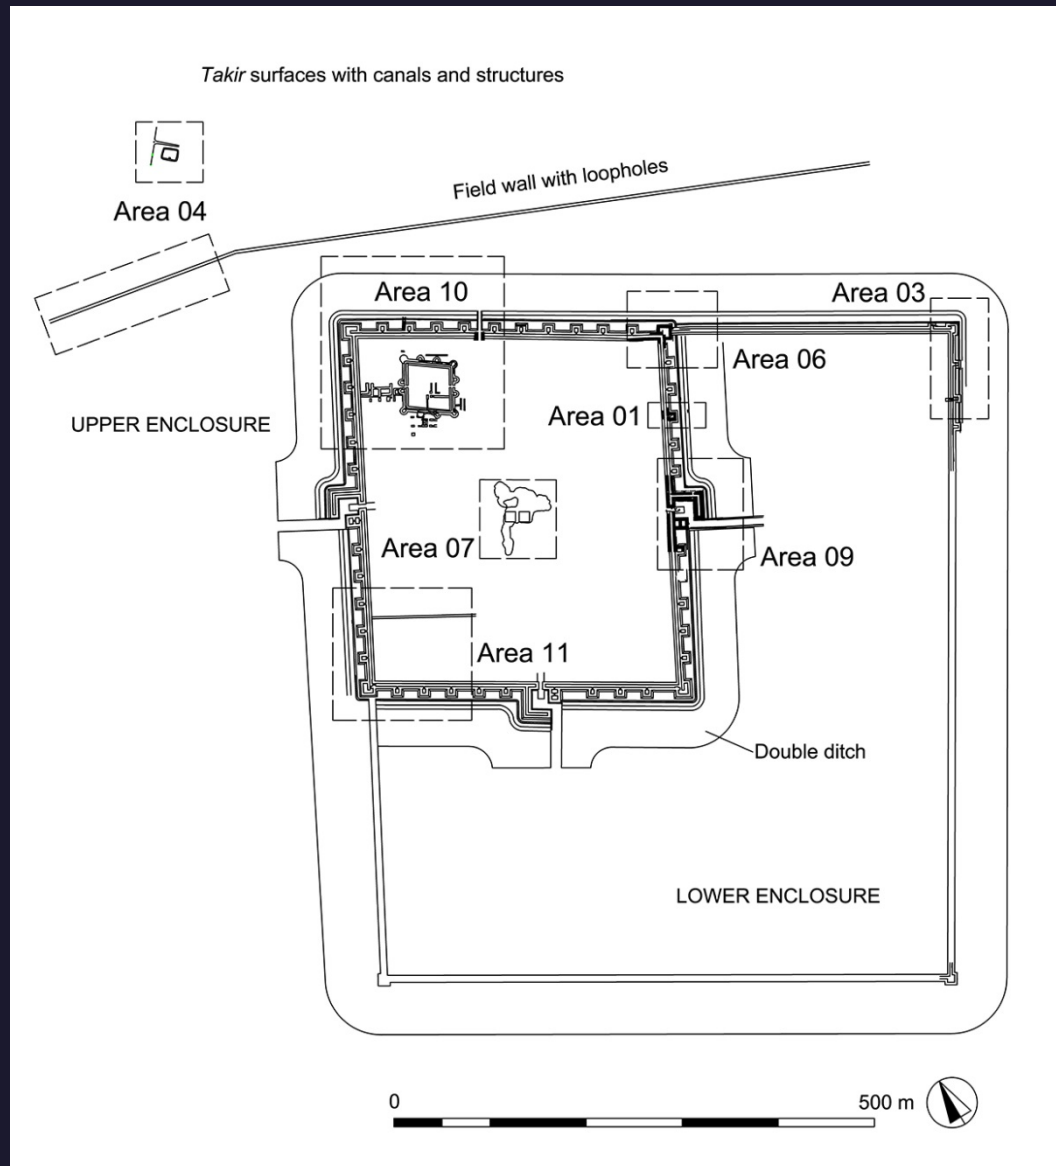 Takir surfaces with canals and structures
Field wall with loopholes
Area 04
Area 10
Area 03
Area 06
Area 01
UPPER ENCLOSURE
Area 07
Area 09
Area 11
Double ditch
LOWER ENCLOSURE
0
500 m